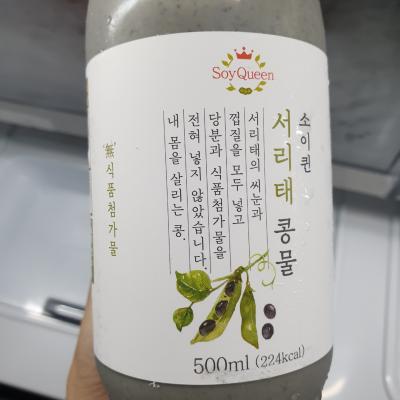 SoyQueen
소이퀸
서리태 콩물
서리태의 씨눈과
껍질을 모두 넣고
당분과 식품첨가물을
전혀 넣지 않았습니다.
내 몸을 살리는 콩.
"無" 식품첨가물
500ml (224kcal)